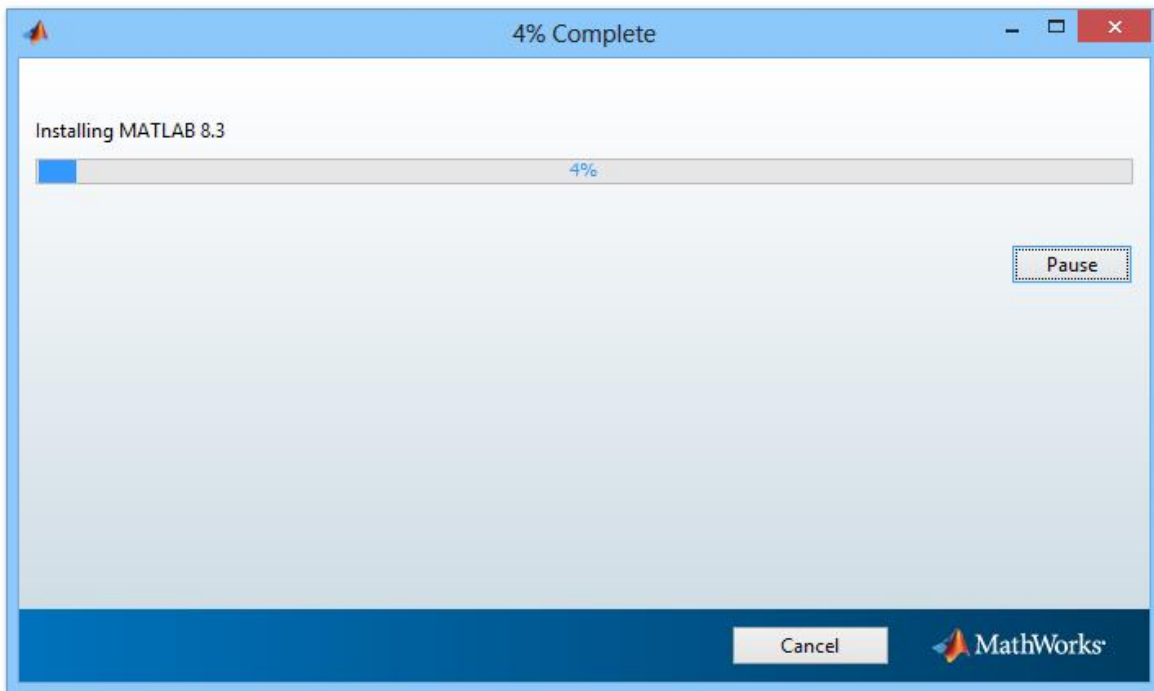 4% Complete
Installing MATLAB 8.3
4%
Pause
Cancel
MathWorks